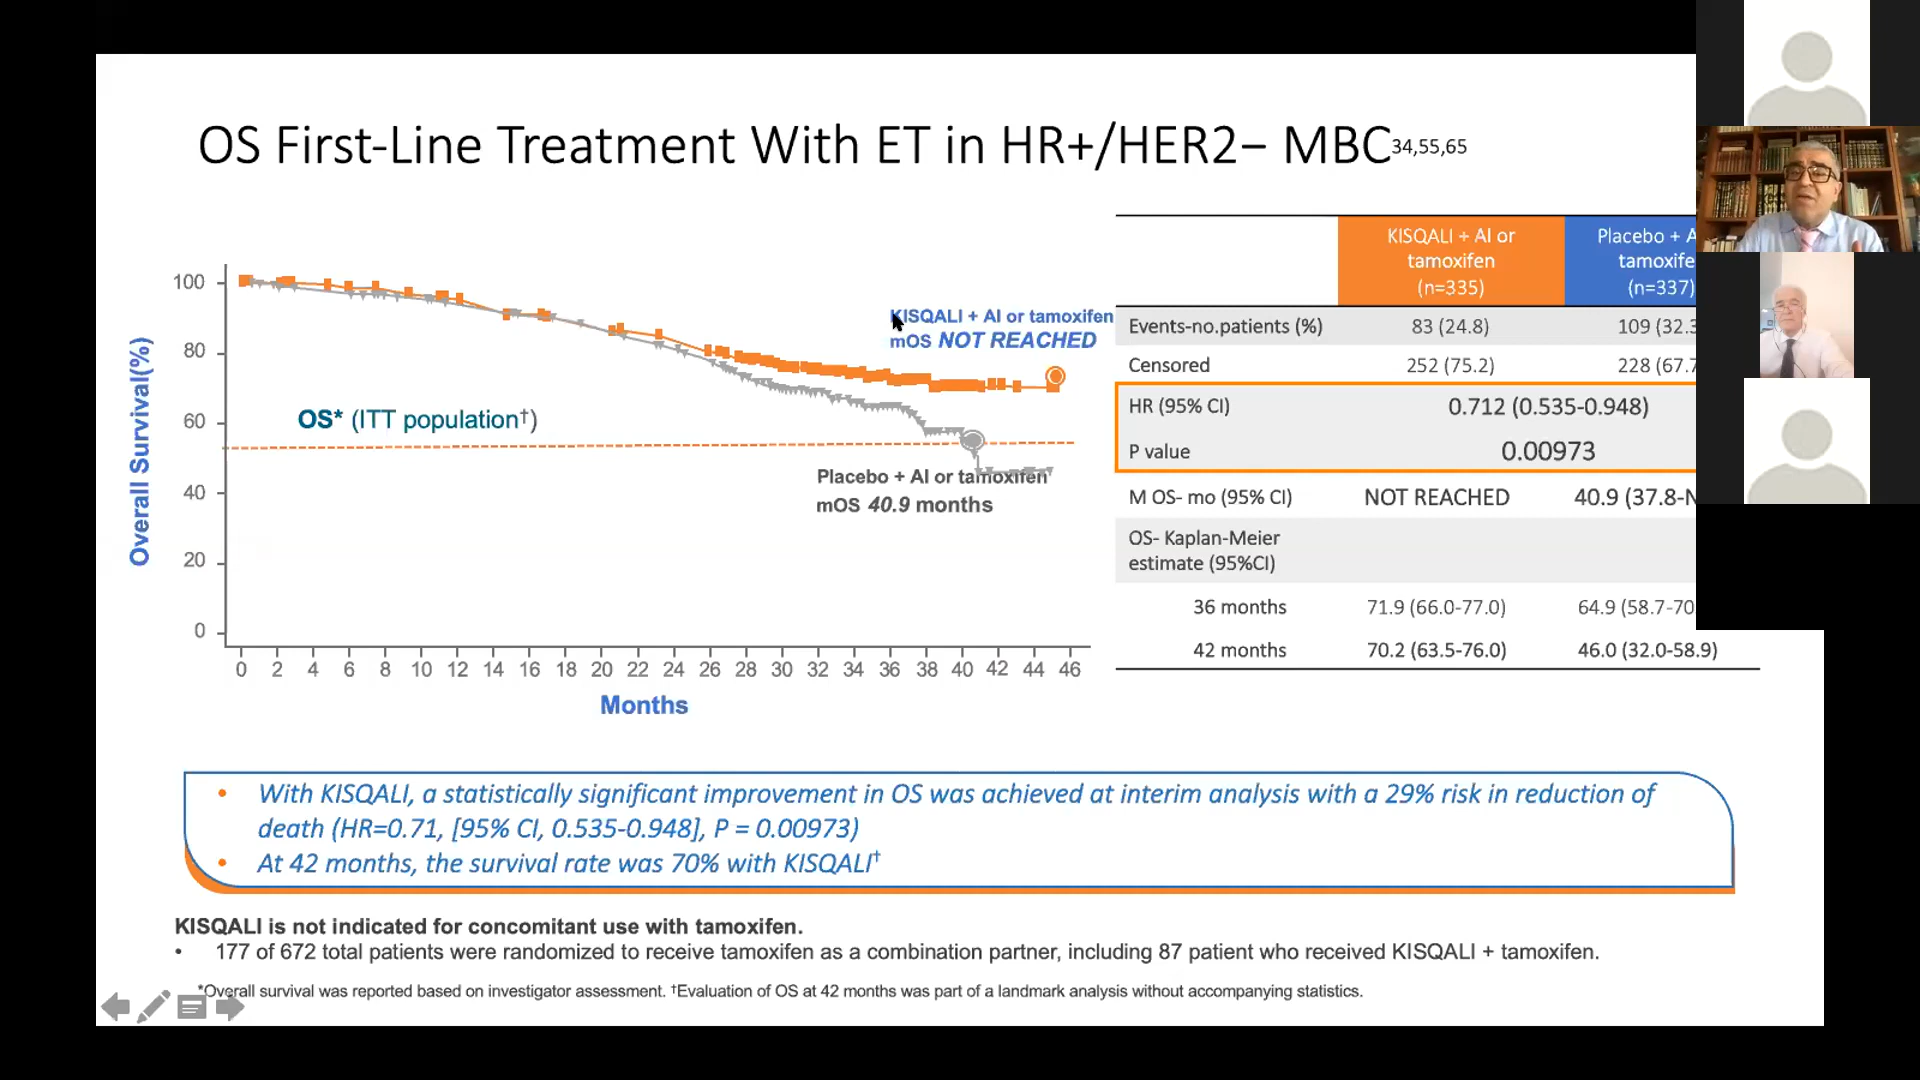 OS First-Line Treatment With ET in HR+/HER2– MBC34,55,65
Overall Survival(%)
100
80
60
40
20
0
KISQALI + AI or tamoxifen
mOS NOT REACHED
OS* (ITT population†)
Placebo + AI or tamoxifen
mOS 40.9 months
0 2 4 6 8 10 12 14 16 18 20 22 24 26 28 30 32 34 36 38 40 42 44 46
Months
KISQALI + AI or
tamoxifen
(n=335)
Placebo +
(n=337)
Events-no.patients (%) 83 (24.8) 109
Censored 252 (75.2) 228
HR (95% CI) 0.712 (0.535-0.948)
P value 0.00973
M OS- mo (95% CI) NOT REACHED 40.9
OS- Kaplan-Meier
estimate (95%CI)
36 months 71.9 (66.0-77.0) 64.9
42 months 70.2 (63.5-76.0) 46.0 (32.0-58.9)
• With KISQALI, a statistically significant improvement in OS was achieved at interim analysis with a 29% risk in reduction of
death (HR=0.71, [95% CI, 0.535-0.948], P = 0.00973)
• At 42 months, the survival rate was 70% with KISQALI†
KISQALI is not indicated for concomitant use with tamoxifen.
• 177 of 672 total patients were randomized to receive tamoxifen as a combination partner, including 87 patient who received KISQALI + tamoxifen.
*Overall survival was reported based on investigator assessment. †Evaluation of OS at 42 months was part of a landmark analysis without accompanying statistics.